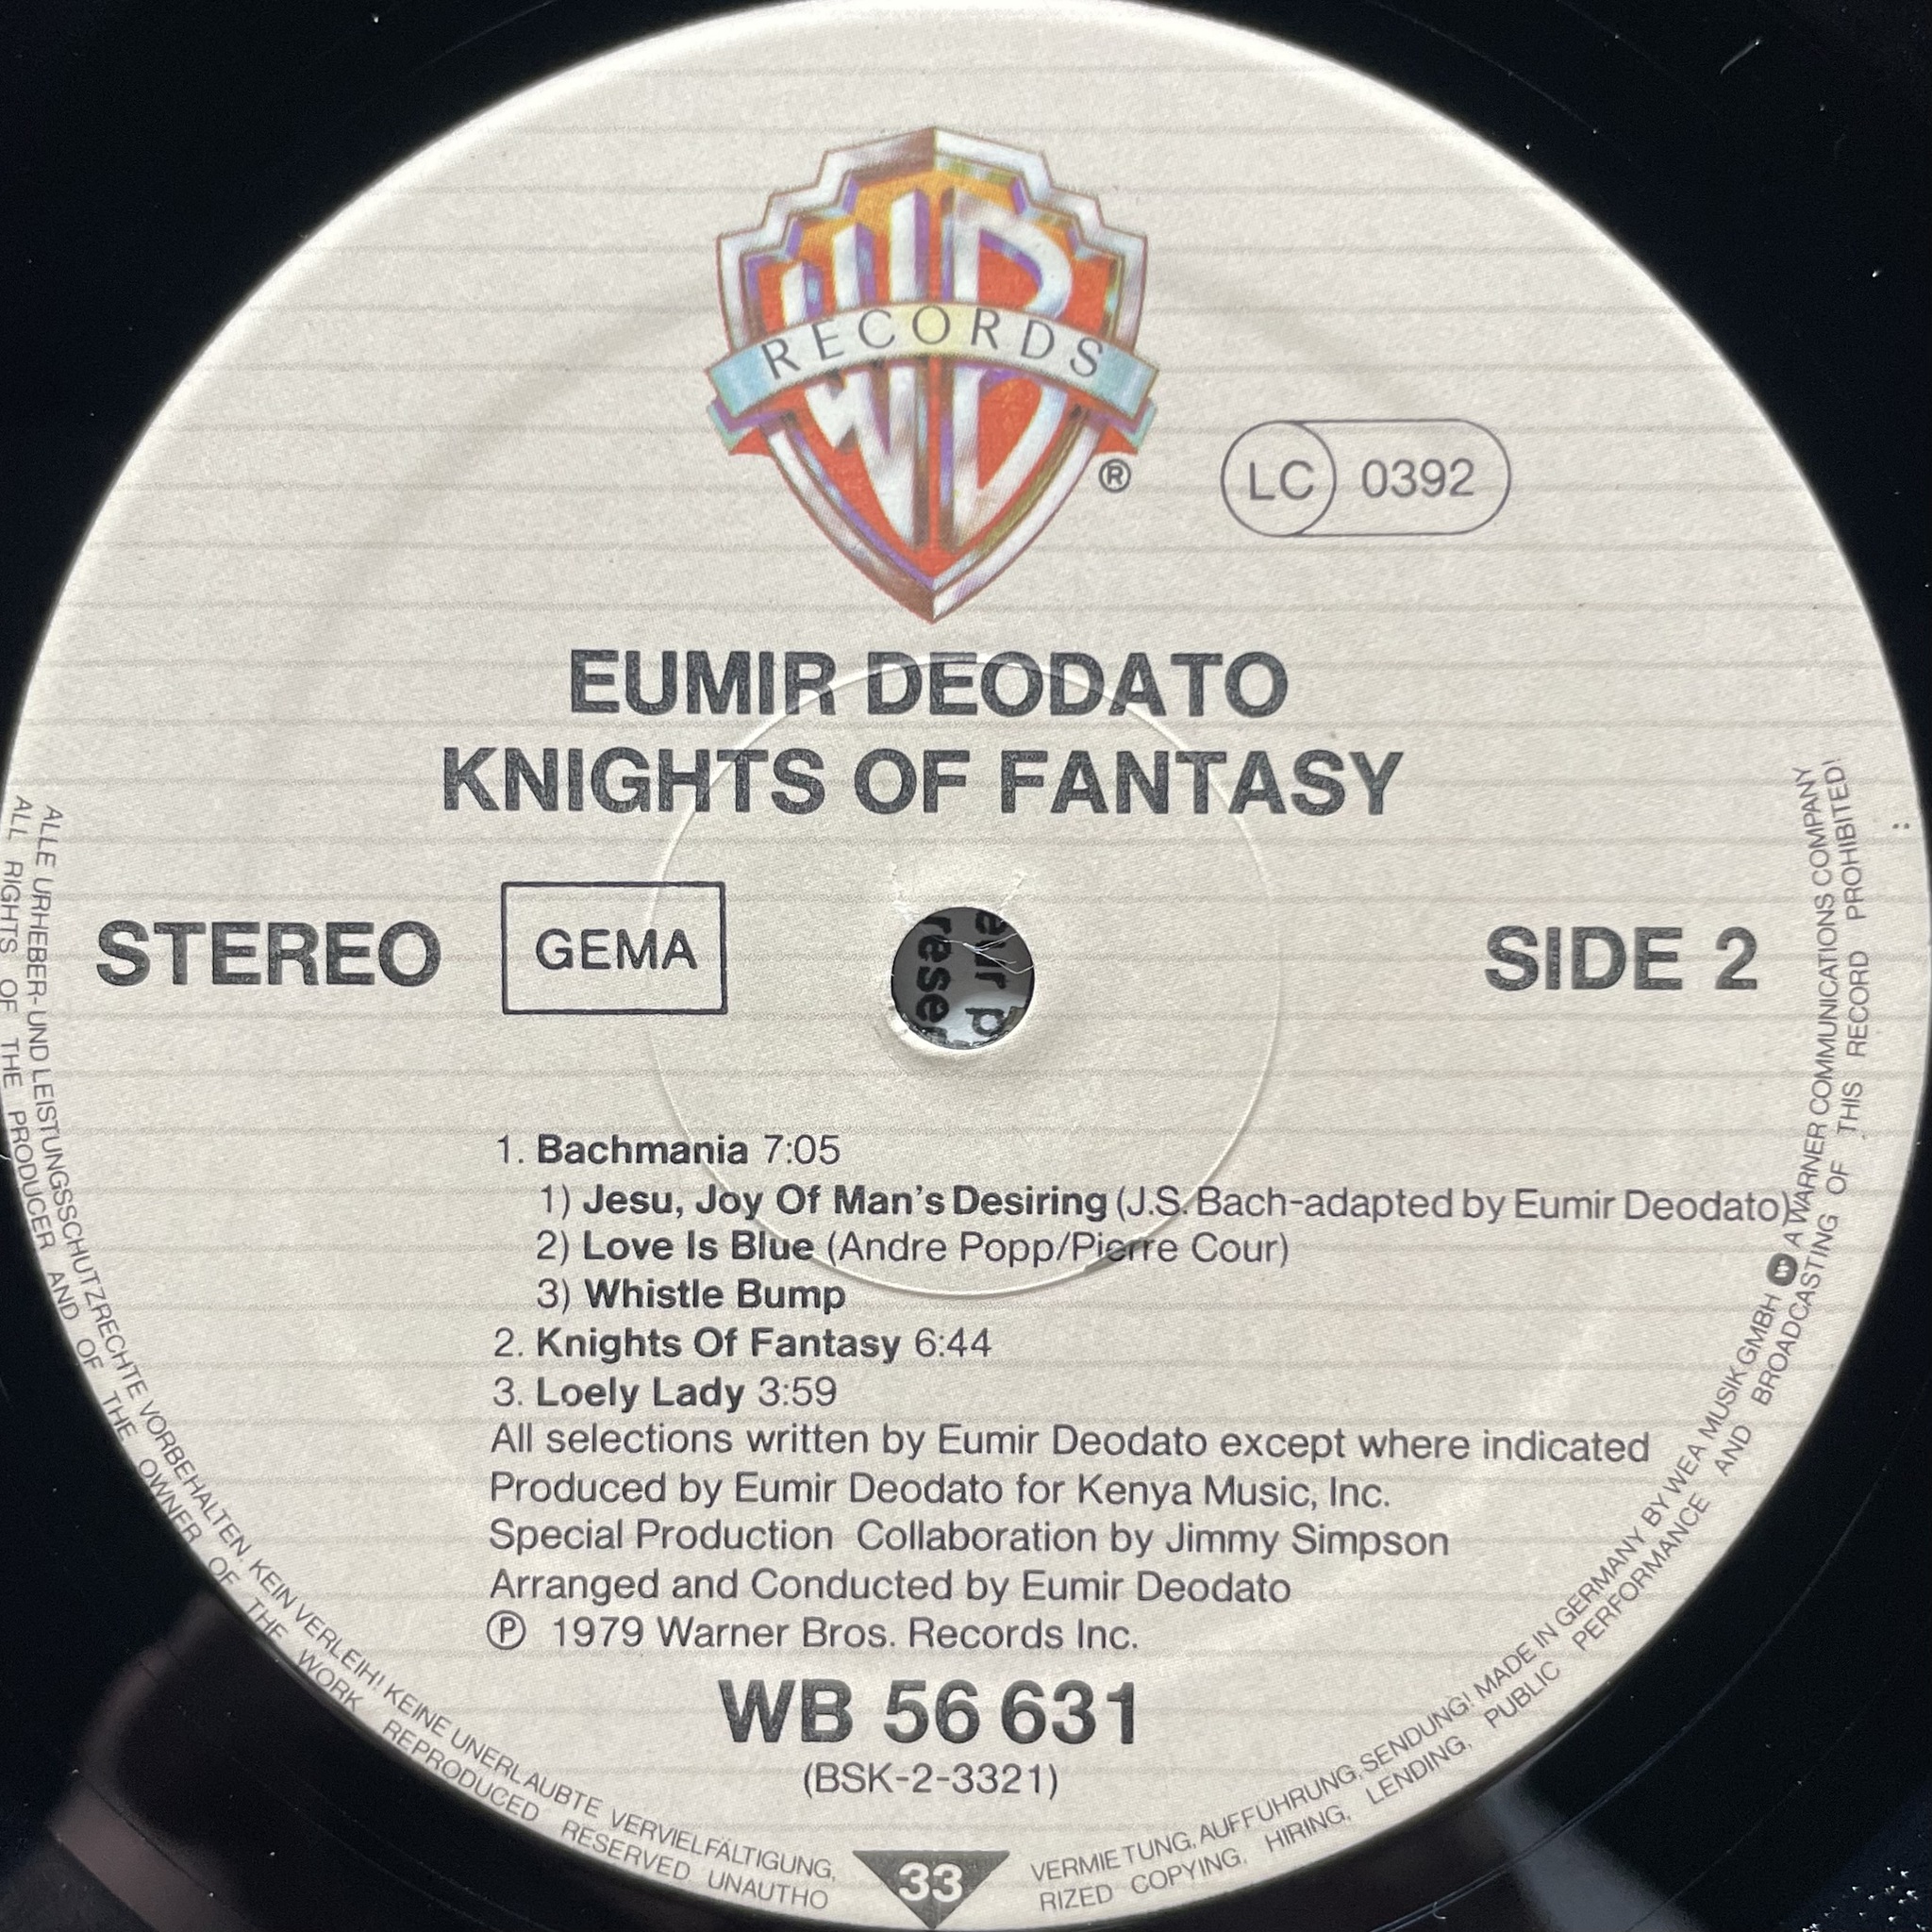 WB
RECORDS
®
LC 0392
EUMIR DEODATO
KNIGHTS OF FANTASY
STEREO GEMA SIDE 2
eur p
rese
1. Bachmania 7:05
1) Jesu, Joy Of Man's Desiring (J.S. Bach-adapted by Eumir Deodato)
2) Love Is Blue (Andre Popp/Pierre Cour)
3) Whistle Bump
2. Knights Of Fantasy 6:44
3. Loely Lady 3:59
All selections written by Eumir Deodato except where indicated
Produced by Eumir Deodato for Kenya Music, Inc.
Special Production Collaboration by Jimmy Simpson
Arranged and Conducted by Eumir Deodato
℗ 1979 Warner Bros. Records Inc.
WB 56 631
(BSK-2-3321)
33
ALLE URHEBER- UND LEISTUNGSSCHUTZRECHTE VORBEHALTEN. KEIN VERLEIH! KEINE UNERLAUBTE VERVIELFÄLTIGUNG, VERMIETUNG, AUFFÜHRUNG, SENDUNG! MADE IN GERMANY BY WEA MUSIK GMBH A WARNER COMMUNICATIONS COMPANY
ALL RIGHTS OF THE PRODUCER AND OF THE OWNER OF THE WORK REPRODUCED RESERVED UNAUTHORIZED COPYING, HIRING, LENDING, PUBLIC PERFORMANCE AND BROADCASTING OF THIS RECORD PROHIBITED!